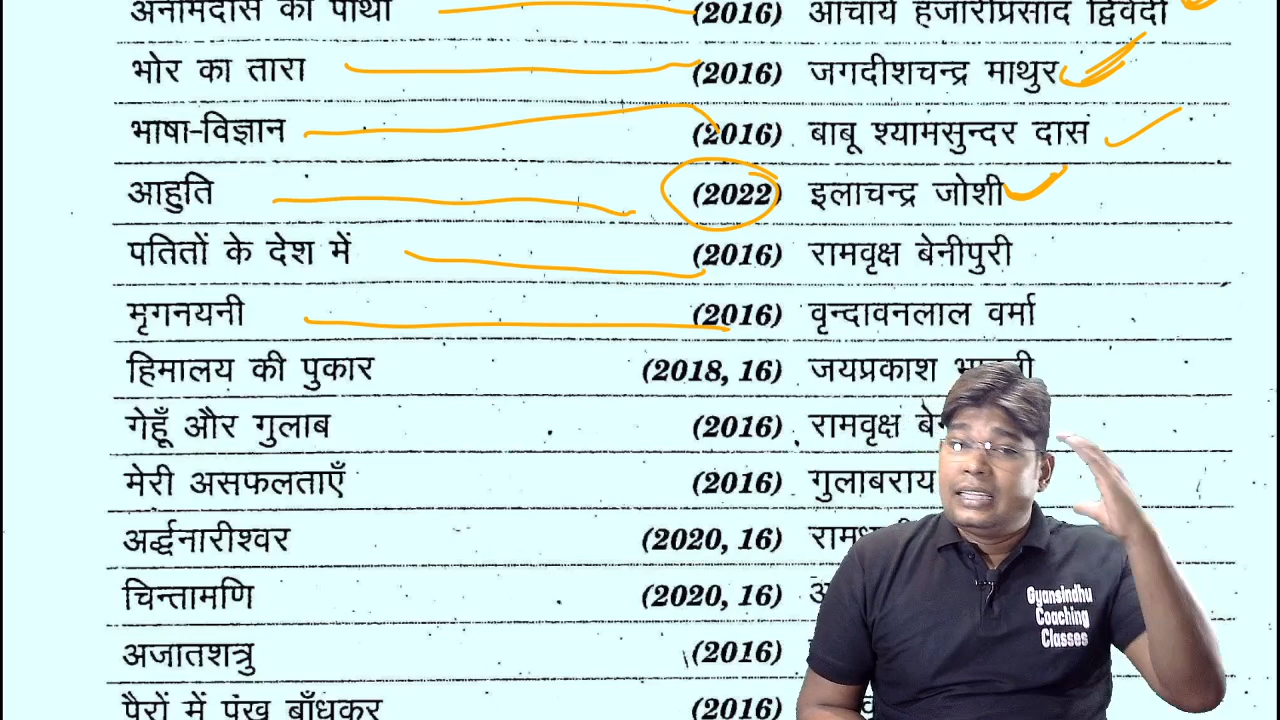 अनामदास का पोथा (2016) आचार्य हजारीप्रसाद द्विवेदी
भोर का तारा (2016) जगदीशचन्द्र माथुर
भाषा-विज्ञान (2016) बाबू श्यामसुन्दर दास
आहुति (2022) इलाचन्द्र जोशी
पतितों के देश में (2016) रामवृक्ष बेनीपुरी
मृगनयनी (2016) वृन्दावनलाल वर्मा
हिमालय की पुकार (2018, 16) जयप्रकाश
गेहूँ और गुलाब (2016) रामवृक्ष
मेरी असफलताएँ (2016) गुलाबराय
अर्द्धनारीश्वर (2020, 16)
चिन्तामणि (2020, 16)
अजातशत्रु (2016)
पैरों में पंख बाँधकर (2016)
Gyansindhu
Coaching
Classes